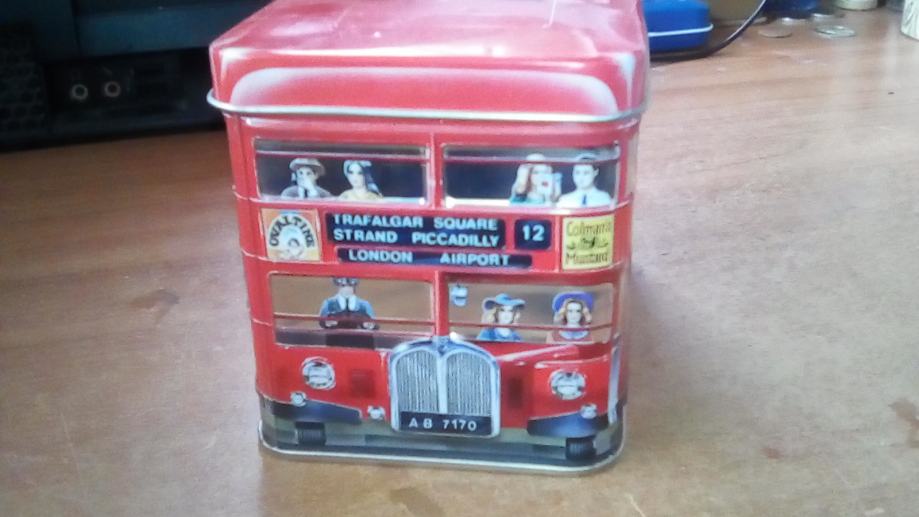 TRAFALGAR SQUARE
STRAND PICCADILLY
12
LONDON AIRPORT
OVALTINE
Colman's
Mustard
AB 7170